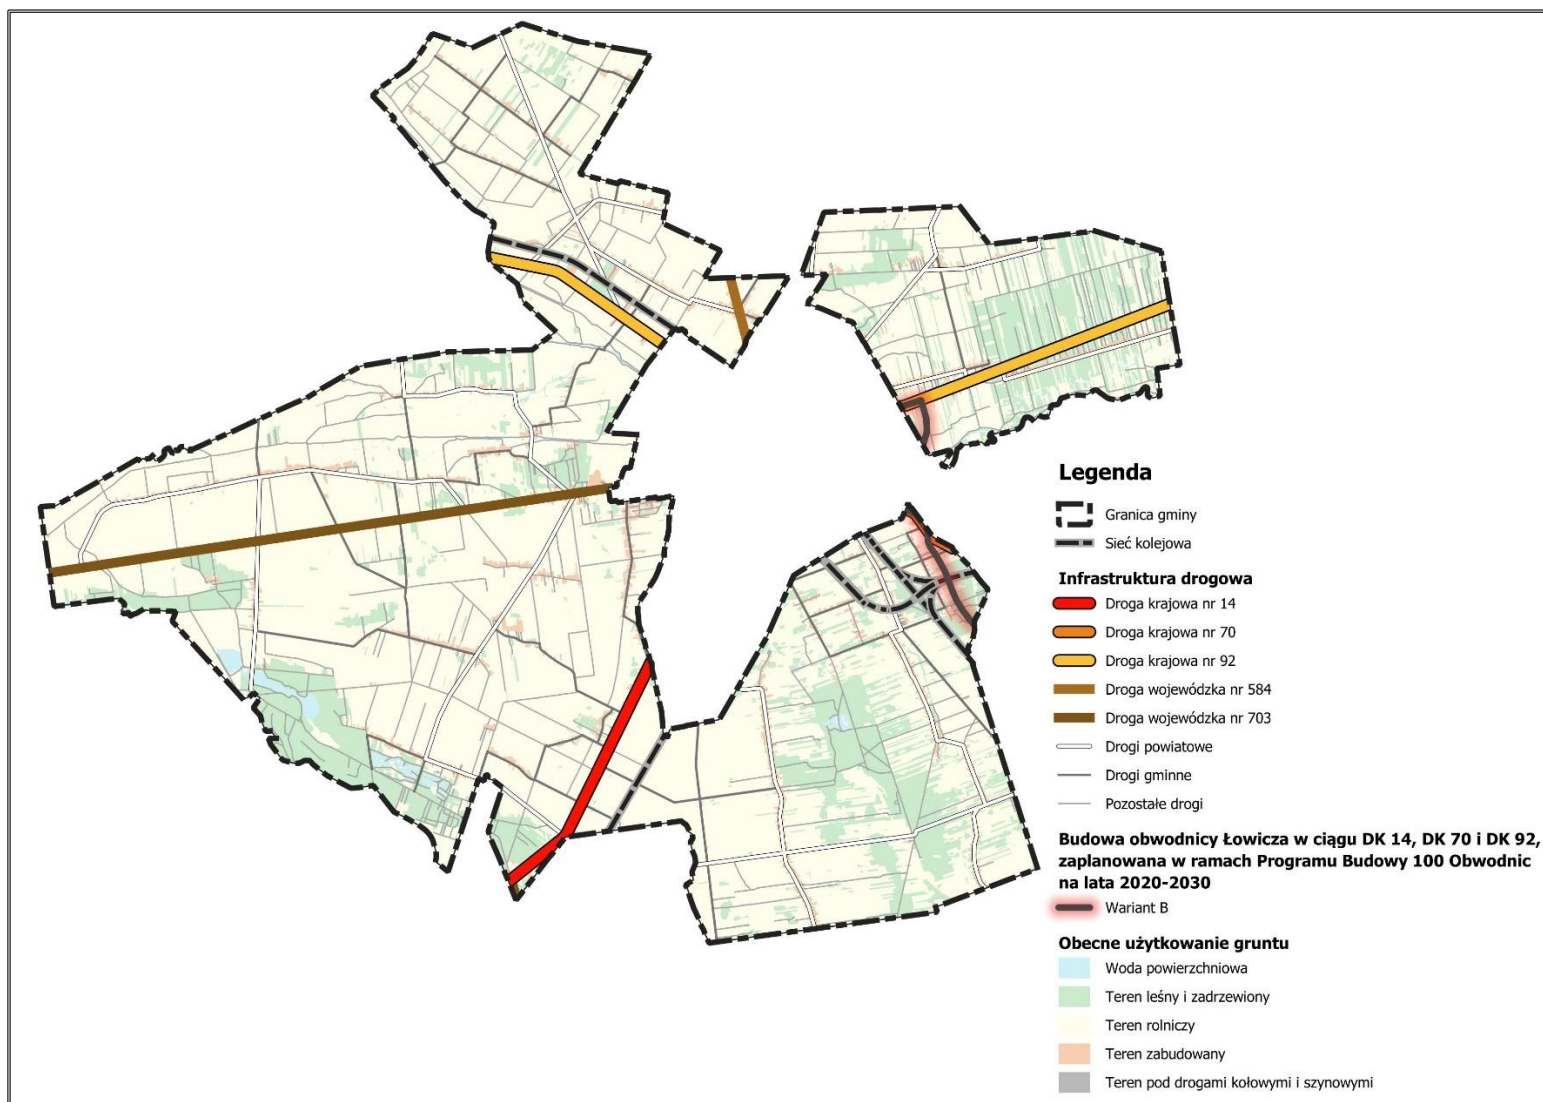 Legenda
Granica gminy
Sieć kolejowa
Infrastruktura drogowa
Droga krajowa nr 14
Droga krajowa nr 70
Droga krajowa nr 92
Droga wojewódzka nr 584
Droga wojewódzka nr 703
Drogi powiatowe
Drogi gminne
Pozostałe drogi
Budowa obwodnicy Łowicza w ciągu DK 14, DK 70 i DK 92,
zaplanowana w ramach Programu Budowy 100 Obwodnic
na lata 2020-2030
Wariant B
Obecne użytkowanie gruntu
Woda powierzchniowa
Teren leśny i zadrzewiony
Teren rolniczy
Teren zabudowany
Teren pod drogami kołowymi i szynowymi